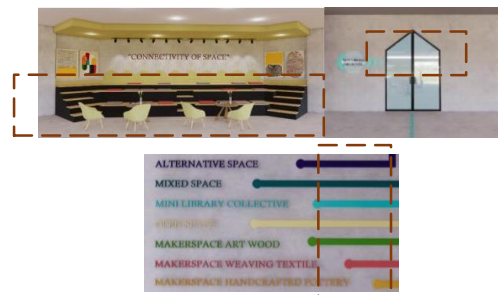 "CONNECTIVITY OF SPACE"
ALTERNATIVE SPACE
MIXED SPACE
MINI LIBRARY COLLECTIVE
MAKERSPACE ART WOOD
MAKERSPACE WEAVING TEXTILE
MAKERSPACE HANDCRAFTED POTTERY